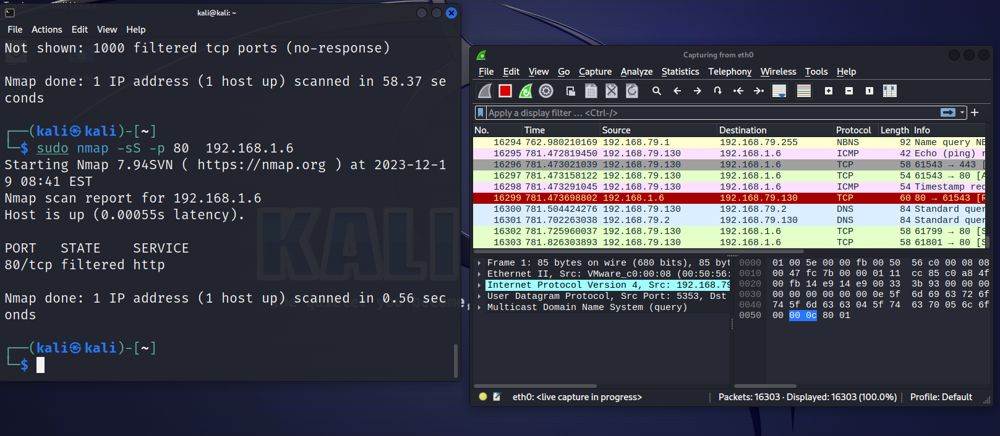 kali@kali: ~
File Actions Edit View Help
Not shown: 1000 filtered tcp ports (no-response)
Nmap done: 1 IP address (1 host up) scanned in 58.37 se
conds
(kali㉿kali)-[~]
$ sudo nmap -sS -p 80  192.168.1.6
Starting Nmap 7.94SVN ( https://nmap.org ) at 2023-12-1
9 08:41 EST
Nmap scan report for 192.168.1.6
Host is up (0.00055s latency).
PORT   STATE    SERVICE
80/tcp filtered http
Nmap done: 1 IP address (1 host up) scanned in 0.56 sec
onds
(kali㉿kali)-[~]
$
KALI
Capturing from eth0
File Edit View Go Capture Analyze Statistics Telephony Wireless Tools Help
Apply a display filter … <Ctrl-/>
No. Time Source Destination Protocol Length Info
16294 762.980210169 192.168.79.1 192.168.79.255 NBNS 92 Name query NB
16295 781.472819450 192.168.79.130 192.168.1.6 ICMP 42 Echo (ping) r
16296 781.473021039 192.168.79.130 192.168.1.6 TCP 58 61543 → 443 [
16297 781.473158122 192.168.79.130 192.168.1.6 TCP 54 61543 → 80 [A
16298 781.473291045 192.168.79.130 192.168.1.6 ICMP 54 Timestamp req
16299 781.473698802 192.168.1.6 192.168.79.130 TCP 60 80 → 61543 [R
16300 781.504424276 192.168.79.130 192.168.79.2 DNS 84 Standard quer
16301 781.702263038 192.168.79.2 192.168.79.130 DNS 84 Standard quer
16302 781.725960037 192.168.79.130 192.168.1.6 TCP 58 61799 → 80 [S
16303 781.826303893 192.168.79.130 192.168.1.6 TCP 58 61801 → 80 [S
Frame 1: 85 bytes on wire (680 bits), 85 byt
Ethernet II, Src: VMware_c0:00:08 (00:50:56:
Internet Protocol Version 4, Src: 192.168.79
User Datagram Protocol, Src Port: 5353, Dst
Multicast Domain Name System (query)
0000 01 00 5e 00 00 fb 00 50 56 c0 00 08 08
0010 00 47 fc 7b 00 00 01 11 cc 85 c0 a8 4f
0020 00 fb 14 e9 14 e9 00 33 3b 93 00 00 00
0030 00 00 00 00 00 00 0e 5f 6d 69 63 72 6f
0040 74 5f 6d 63 63 04 5f 74 63 70 05 6c 6f
0050 00 00 0c 80 01
eth0: <live capture in progress>
Packets: 16303 · Displayed: 16303 (100.0%)
Profile: Default